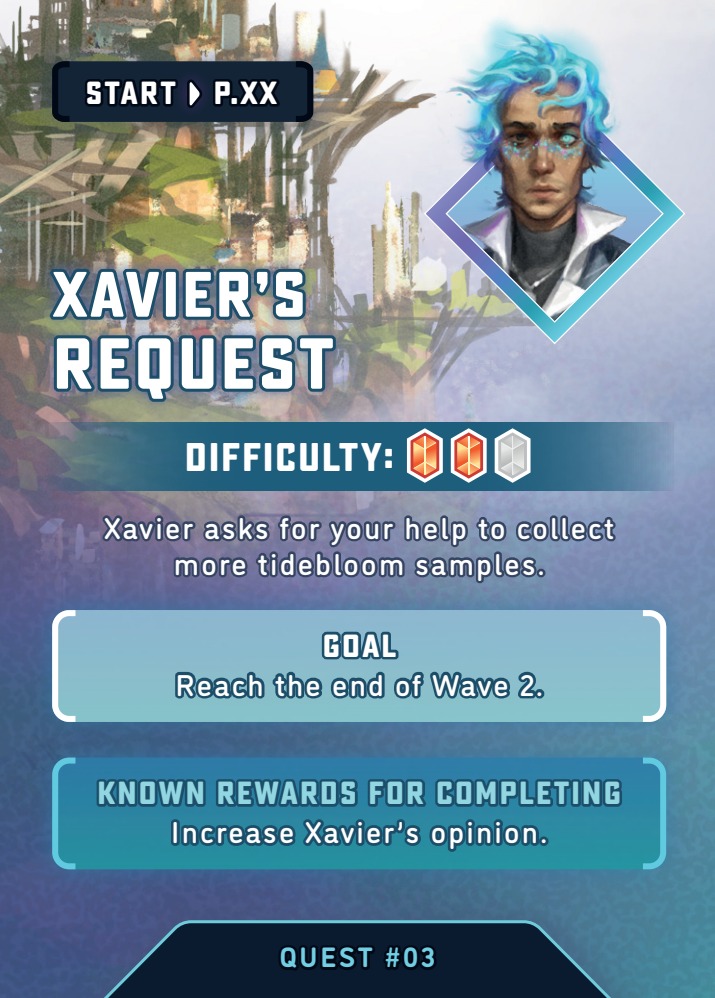 START P.XX
XAVIER'S
REQUEST
DIFFICULTY:
Xavier asks for your help to collect
more tidebloom samples.
GOAL
Reach the end of Wave 2.
KNOWN REWARDS FOR COMPLETING
Increase Xavier's opinion.
QUEST #03